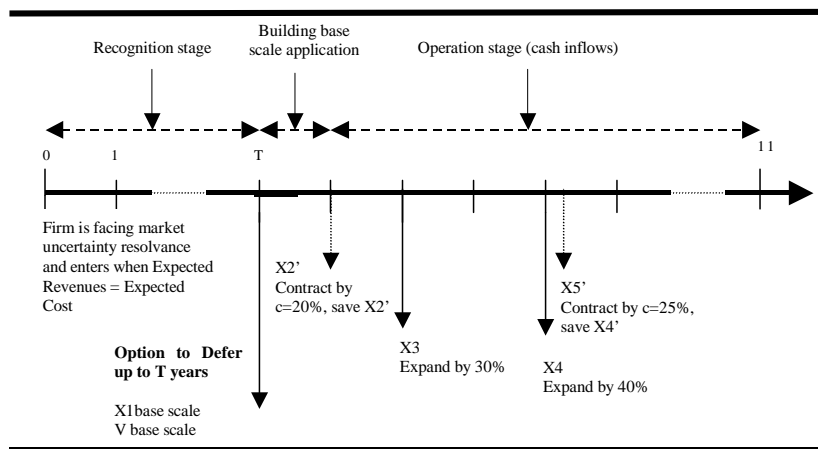 Recognition stage
Building base
scale application
Operation stage (cash inflows)
0
1
T
11
Firm is facing market
uncertainty resolvance
and enters when Expected
Revenues = Expected
Cost
X2’
Contract by
c=20%, save X2’
X5’
Contract by c=25%,
save X4’
X3
Expand by 30%
X4
Expand by 40%
Option to Defer
up to T years
X1base scale
V base scale